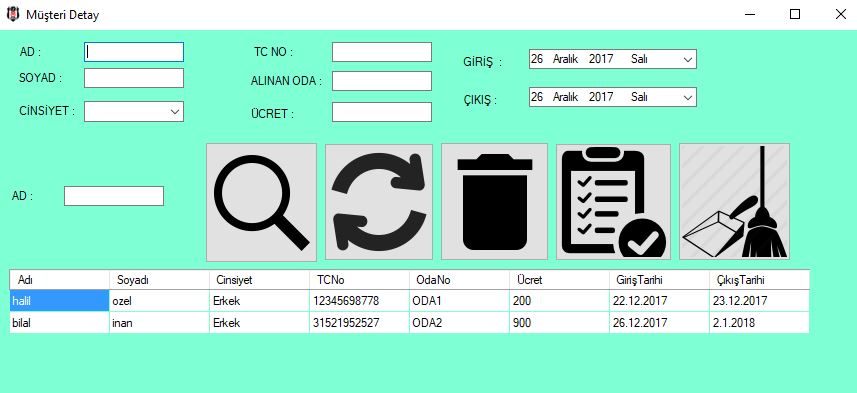 Müşteri Detay
AD : TC NO : GİRİŞ : 26 Aralık 2017 Salı
SOYAD : ALINAN ODA :
CİNSİYET : ÜCRET : ÇIKIŞ : 26 Aralık 2017 Salı
AD :
Adı Soyadı Cinsiyet TCNo OdaNo Ücret GirişTarihi ÇıkışTarihi
halil ozel Erkek 12345698778 ODA1 200 22.12.2017 23.12.2017
bilal inan Erkek 31521952527 ODA2 900 26.12.2017 2.1.2018